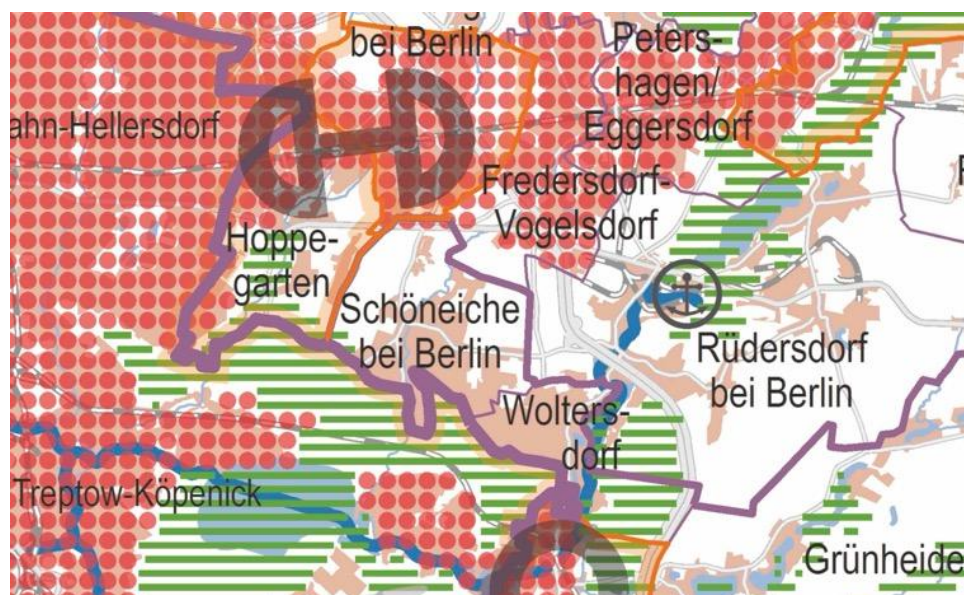 bei Berlin
Peters-
hagen/
Eggersdorf
ahn-Hellersdorf
Fredersdorf-
Vogelsdorf
Hoppe-
garten
Schöneiche
bei Berlin
Rüdersdorf
bei Berlin
Wolters-
dorf
Treptow-Köpenick
Grünheide